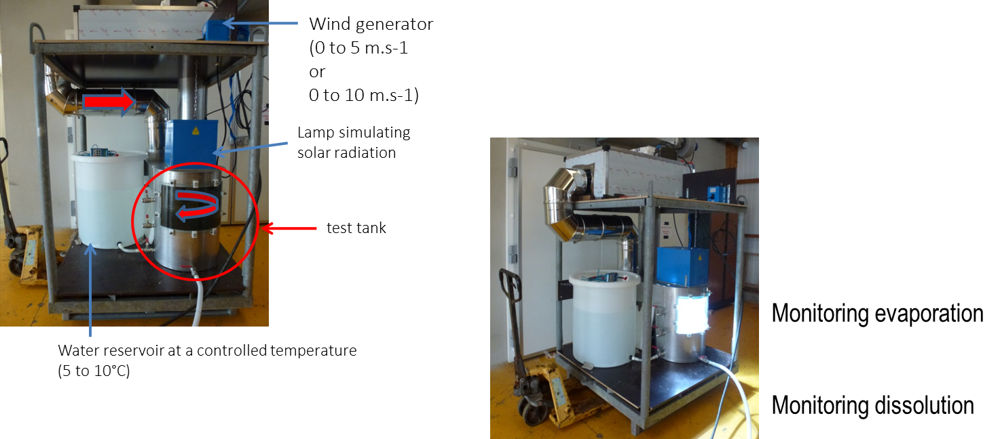 Wind generator
(0 to 5 m.s-1
or
0 to 10 m.s-1)
Lamp simulating
solar radiation
test tank
Water reservoir at a controlled temperature
(5 to 10°C)
Monitoring evaporation
Monitoring dissolution